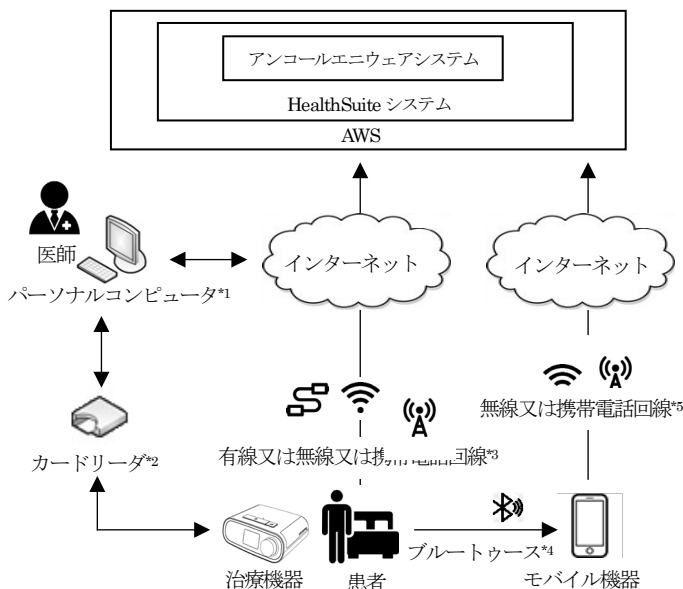 アンコールエニウェアシステム
HealthSuite システム
AWS
医師
パーソナルコンピュータ*1
インターネット
インターネット
無線又は携帯電話回線*5
カードリーダ*2
有線又は無線又は携帯電話回線*3
ブルートゥース*4
治療機器
患者
モバイル機器